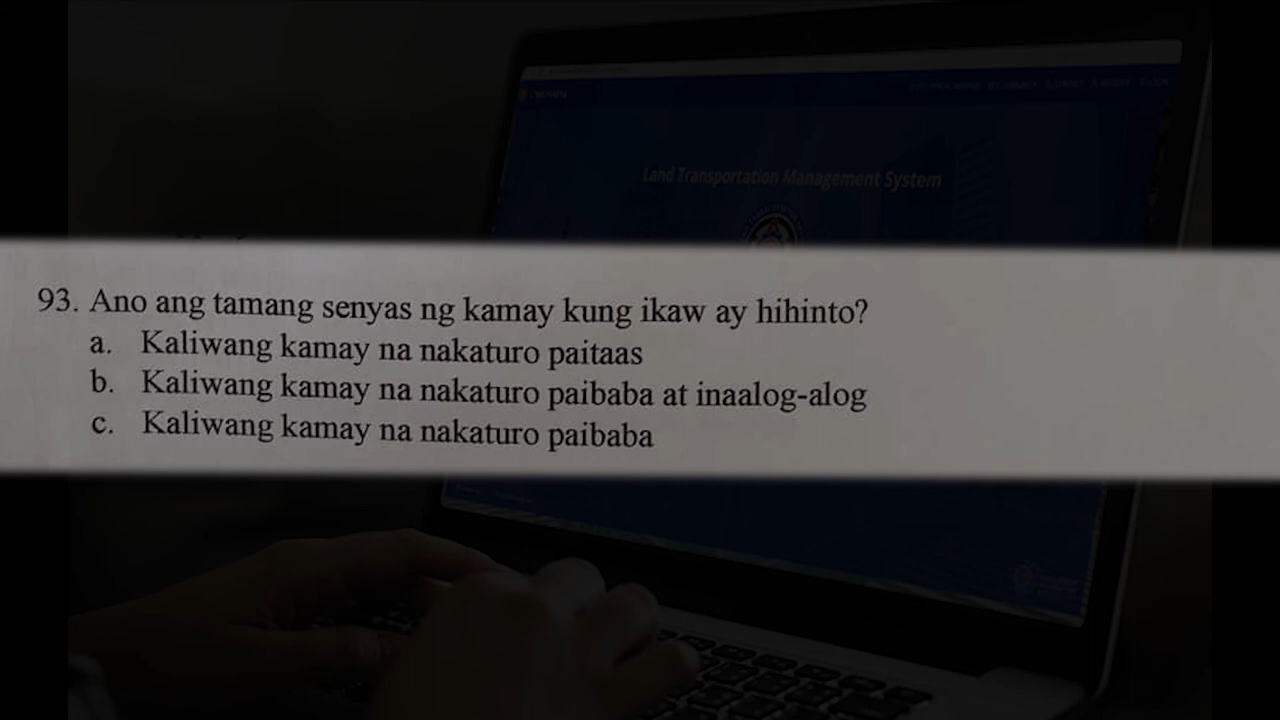 Land Transportation Management System
93. Ano ang tamang senyas ng kamay kung ikaw ay hihinto?
a. Kaliwang kamay na nakaturo paitaas
b. Kaliwang kamay na nakaturo paibaba at inaalog-alog
c. Kaliwang kamay na nakaturo paibaba